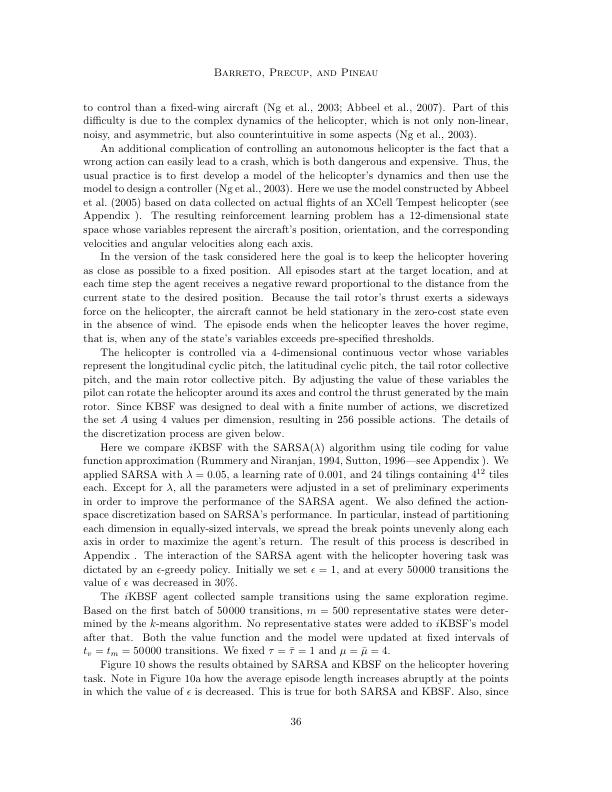 Barreto, Precup, and Pineau
to control than a fixed-wing aircraft (Ng et al., 2003; Abbeel et al., 2007). Part of this
difficulty is due to the complex dynamics of the helicopter, which is not only non-linear,
noisy, and asymmetric, but also counterintuitive in some aspects (Ng et al., 2003).
An additional complication of controlling an autonomous helicopter is the fact that a
wrong action can easily lead to a crash, which is both dangerous and expensive. Thus, the
usual practice is to first develop a model of the helicopter's dynamics and then use the
model to design a controller (Ng et al., 2003). Here we use the model constructed by Abbeel
et al. (2005) based on data collected on actual flights of an XCell Tempest helicopter (see
Appendix ). The resulting reinforcement learning problem has a 12-dimensional state
space whose variables represent the aircraft's position, orientation, and the corresponding
velocities and angular velocities along each axis.
In the version of the task considered here the goal is to keep the helicopter hovering
as close as possible to a fixed position. All episodes start at the target location, and at
each time step the agent receives a negative reward proportional to the distance from the
current state to the desired position. Because the tail rotor's thrust exerts a sideways
force on the helicopter, the aircraft cannot be held stationary in the zero-cost state even
in the absence of wind. The episode ends when the helicopter leaves the hover regime,
that is, when any of the state's variables exceeds pre-specified thresholds.
The helicopter is controlled via a 4-dimensional continuous vector whose variables
represent the longitudinal cyclic pitch, the latitudinal cyclic pitch, the tail rotor collective
pitch, and the main rotor collective pitch. By adjusting the value of these variables the
pilot can rotate the helicopter around its axes and control the thrust generated by the main
rotor. Since KBSF was designed to deal with a finite number of actions, we discretized
the set A using 4 values per dimension, resulting in 256 possible actions. The details of
the discretization process are given below.
Here we compare iKBSF with the SARSA(λ) algorithm using tile coding for value
function approximation (Rummery and Niranjan, 1994, Sutton, 1996—see Appendix ). We
applied SARSA with λ = 0.05, a learning rate of 0.001, and 24 tilings containing 4¹² tiles
each. Except for λ, all the parameters were adjusted in a set of preliminary experiments
in order to improve the performance of the SARSA agent. We also defined the action-
space discretization based on SARSA's performance. In particular, instead of partitioning
each dimension in equally-sized intervals, we spread the break points unevenly along each
axis in order to maximize the agent's return. The result of this process is described in
Appendix . The interaction of the SARSA agent with the helicopter hovering task was
dictated by an ϵ-greedy policy. Initially we set ϵ = 1, and at every 50000 transitions the
value of ϵ was decreased in 30%.
The iKBSF agent collected sample transitions using the same exploration regime.
Based on the first batch of 50000 transitions, m = 500 representative states were deter-
mined by the k-means algorithm. No representative states were added to iKBSF's model
after that. Both the value function and the model were updated at fixed intervals of
tᵥ = tₘ = 50000 transitions. We fixed τ = τ̄ = 1 and μ = μ̄ = 4.
Figure 10 shows the results obtained by SARSA and KBSF on the helicopter hovering
task. Note in Figure 10a how the average episode length increases abruptly at the points
in which the value of ϵ is decreased. This is true for both SARSA and KBSF. Also, since
36